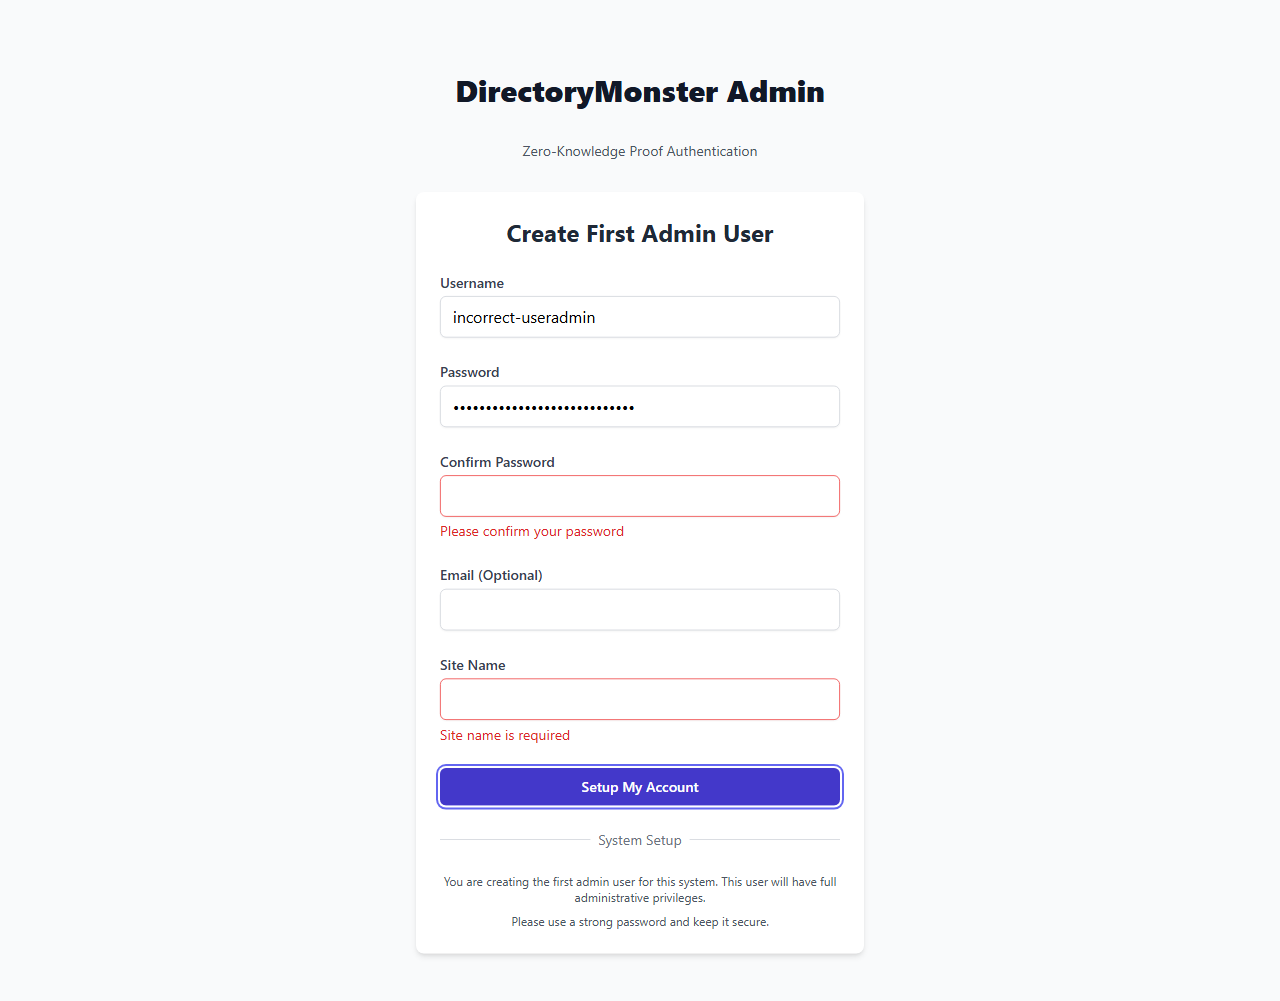 DirectoryMonster Admin
Zero-Knowledge Proof Authentication
Create First Admin User
Username
incorrect-useradmin
Password
••••••••••••••••••••••••••••
Confirm Password
Please confirm your password
Email (Optional)
Site Name
Site name is required
Setup My Account
System Setup
You are creating the first admin user for this system. This user will have full
administrative privileges.
Please use a strong password and keep it secure.